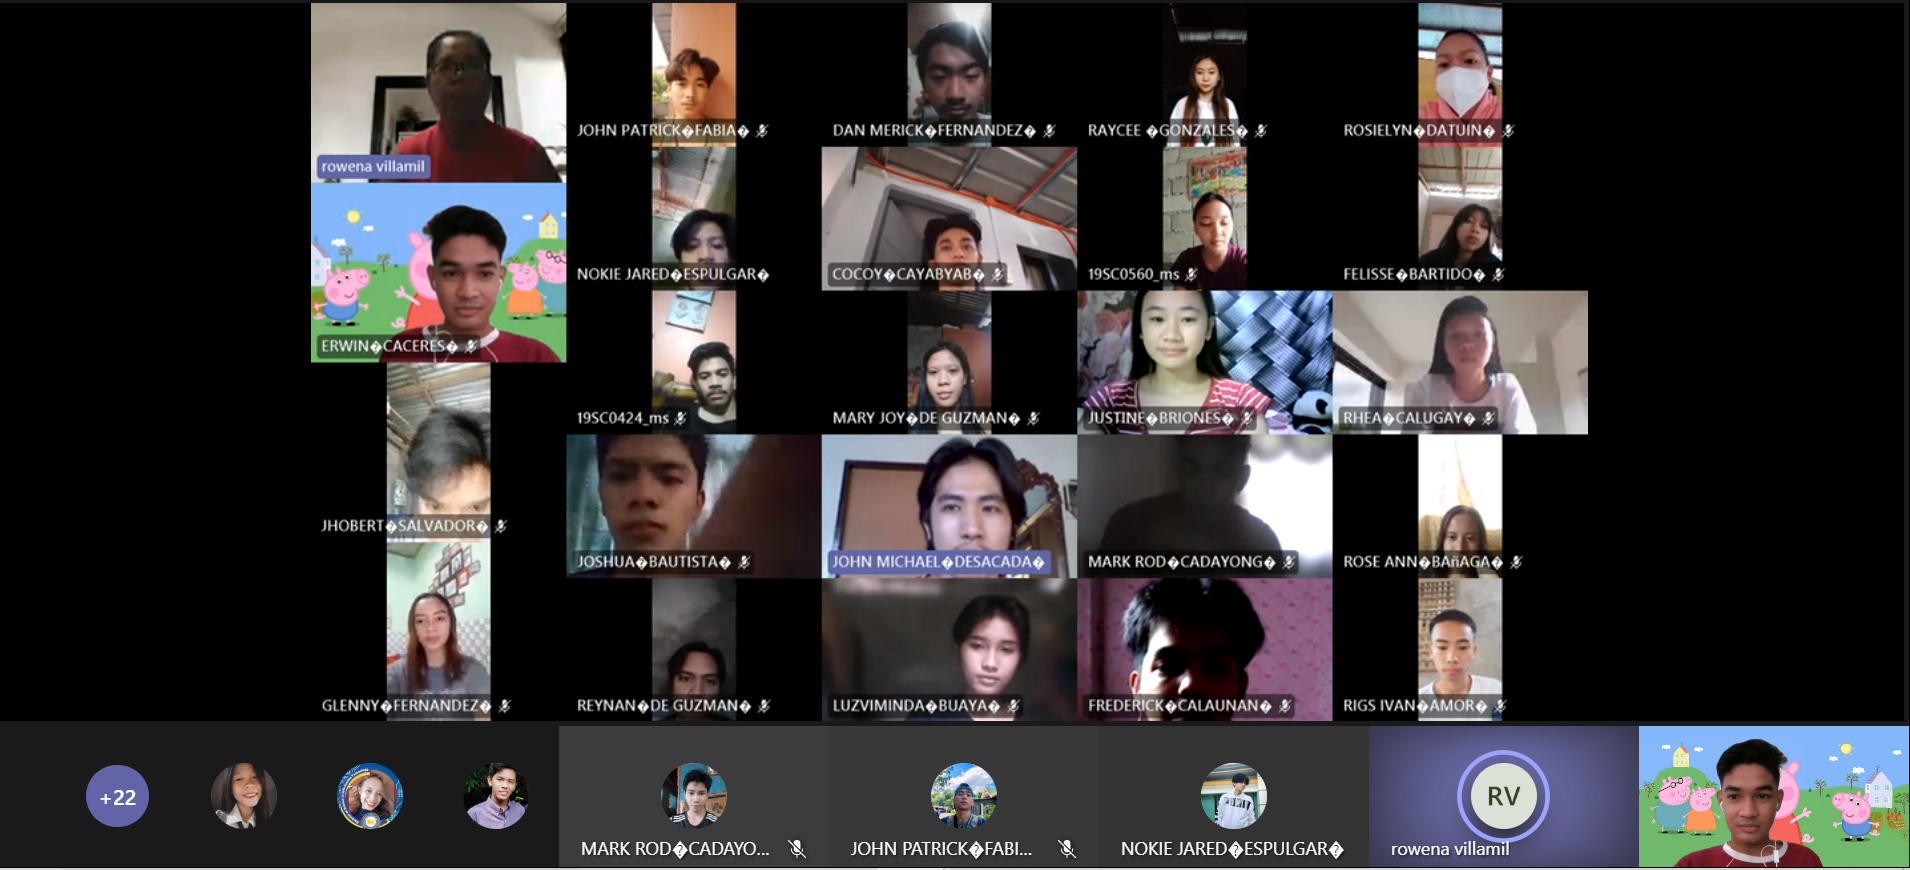 rowena villamil
JOHN PATRICK�FABIA�
DAN MERICK�FERNANDEZ�
RAYCEE �GONZALES�
ROSIELYN�DATUIN�
ERWIN�CACERES�
NOKIE JARED�ESPULGAR�
COCOY�CAYABYAB�
19SC0560_ms
FELISSE�BARTIDO�
19SC0424_ms
MARY JOY�DE GUZMAN�
JUSTINE�BRIONES�
RHEA�CALUGAY�
JHOBERT�SALVADOR�
JOSHUA�BAUTISTA�
JOHN MICHAEL�DESACADA�
MARK ROD�CADAYONG�
ROSE ANN�BAñAGA�
GLENNY�FERNANDEZ�
REYNAN�DE GUZMAN�
LUZVIMINDA�BUAYA�
FREDERICK�CALAUNAN�
RIGS IVAN�AMOR�
+22
MARK ROD�CADAYO...
JOHN PATRICK�FABI...
NOKIE JARED�ESPULGAR�
RV
rowena villamil